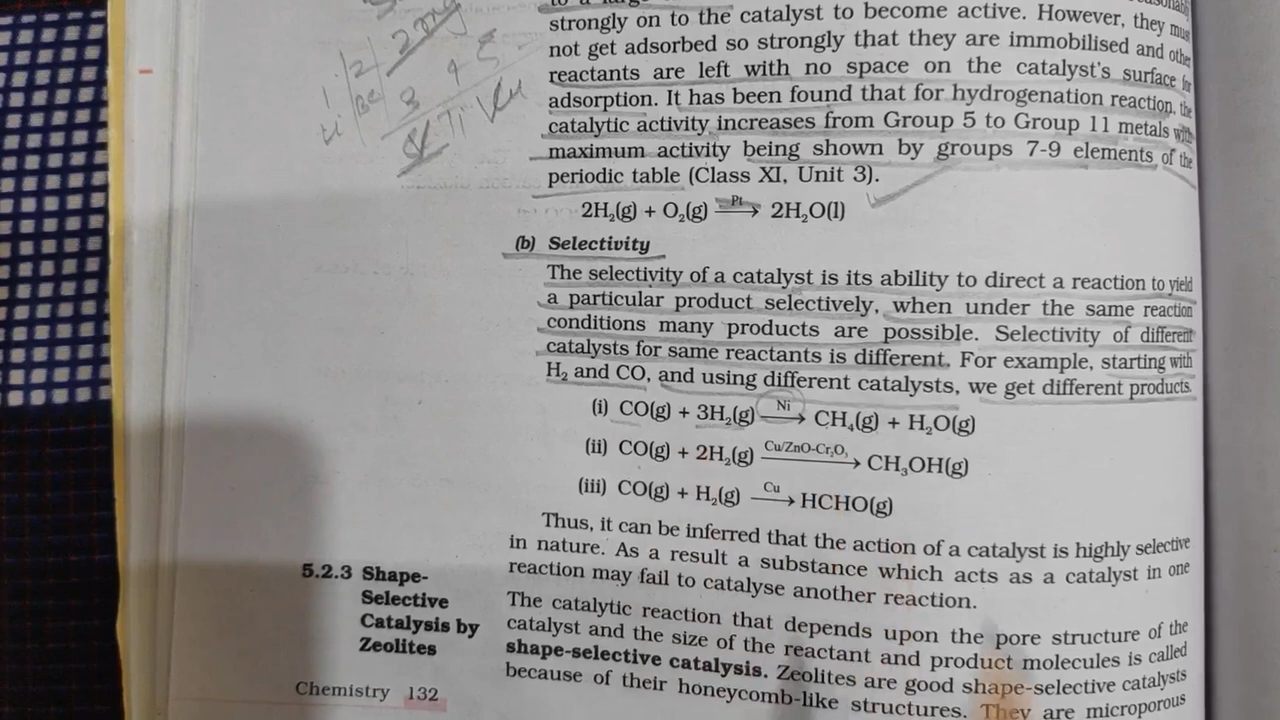 strongly on to the catalyst to become active. However, they must
not get adsorbed so strongly that they are immobilised and other
reactants are left with no space on the catalyst's surface for
adsorption. It has been found that for hydrogenation reaction, the
catalytic activity increases from Group 5 to Group 11 metals with
maximum activity being shown by groups 7-9 elements of the
periodic table (Class XI, Unit 3).
2H₂(g) + O₂(g) Pt⟶ 2H₂O(l)
(b) Selectivity
The selectivity of a catalyst is its ability to direct a reaction to yield
a particular product selectively, when under the same reaction
conditions many products are possible. Selectivity of different
catalysts for same reactants is different. For example, starting with
H₂ and CO, and using different catalysts, we get different products.
(i) CO(g) + 3H₂(g) Ni⟶ CH₄(g) + H₂O(g)
(ii) CO(g) + 2H₂(g) Cu/ZnO-Cr₂O₃⟶ CH₃OH(g)
(iii) CO(g) + H₂(g) Cu⟶ HCHO(g)
Thus, it can be inferred that the action of a catalyst is highly selective
in nature. As a result a substance which acts as a catalyst in one
reaction may fail to catalyse another reaction.
5.2.3 Shape-
Selective
Catalysis by
Zeolites
The catalytic reaction that depends upon the pore structure of the
catalyst and the size of the reactant and product molecules is called
shape-selective catalysis. Zeolites are good shape-selective catalysts
because of their honeycomb-like structures. They are microporous
Chemistry 132